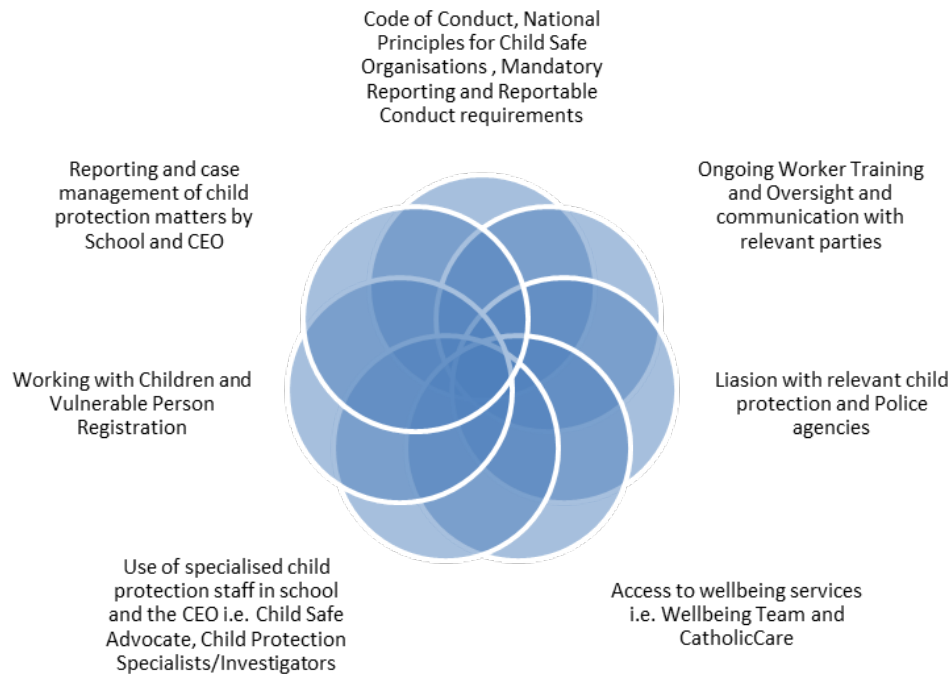 Code of Conduct, National
Principles for Child Safe
Organisations , Mandatory
Reporting and Reportable
Conduct requirements
Ongoing Worker Training
and Oversight and
communication with
relevant parties
Liasion with relevant child
protection and Police
agencies
Access to wellbeing services
i.e. Wellbeing Team and
CatholicCare
Use of specialised child
protection staff in school
and the CEO i.e. Child Safe
Advocate, Child Protection
Specialists/Investigators
Working with Children and
Vulnerable Person
Registration
Reporting and case
management of child
protection matters by
School and CEO